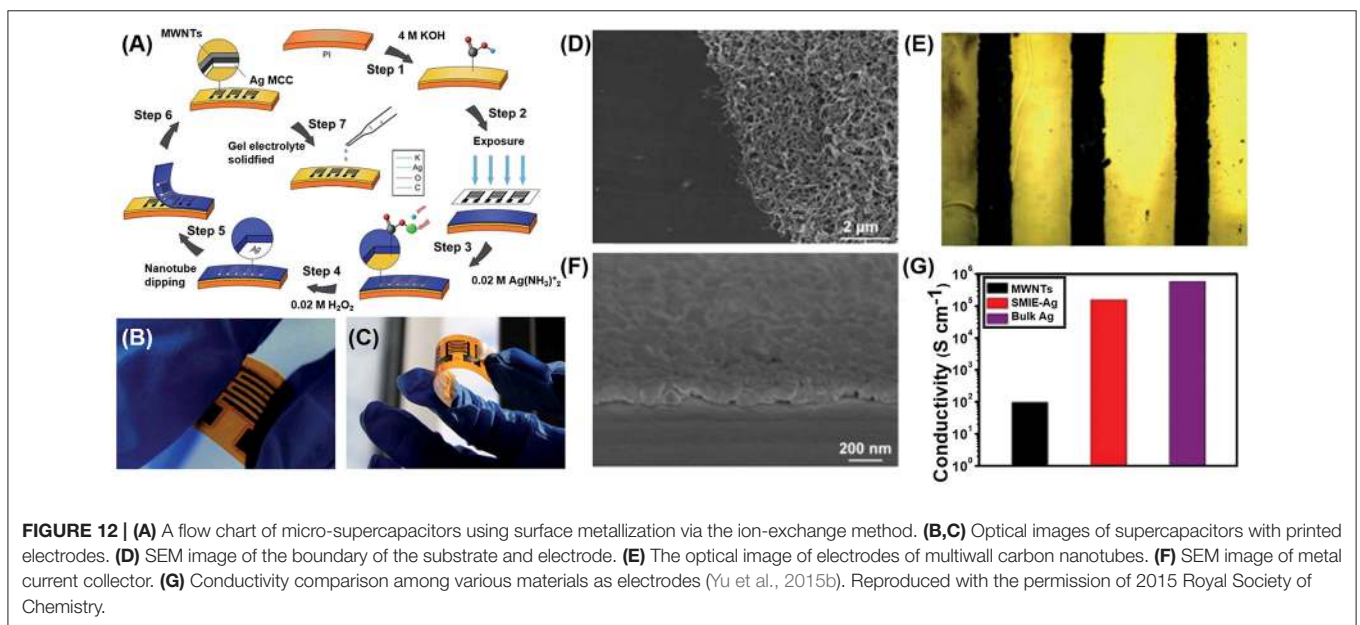 (A)
MWNTs
Ag MCC
PI
4 M KOH
Step 1
Step 2
Exposure
Step 3
0.02 M Ag(NH3)+2
Step 4
0.02 M H2O2
Ag
Step 5
Nanotube
dipping
Step 6
Step 7
Gel electrolyte
solidfied
K
Ag
O
C
(B)
(C)
(D)
2 µm
(E)
(F)
200 nm
(G)
Conductivity (S cm-1)
10^6
10^5
10^4
10^3
10^2
10^1
10^0
MWNTs
SMIE-Ag
Bulk Ag
FIGURE 12 | (A) A flow chart of micro-supercapacitors using surface metallization via the ion-exchange method. (B,C) Optical images of supercapacitors with printed
electrodes. (D) SEM image of the boundary of the substrate and electrode. (E) The optical image of electrodes of multiwall carbon nanotubes. (F) SEM image of metal
current collector. (G) Conductivity comparison among various materials as electrodes (Yu et al., 2015b). Reproduced with the permission of 2015 Royal Society of
Chemistry.